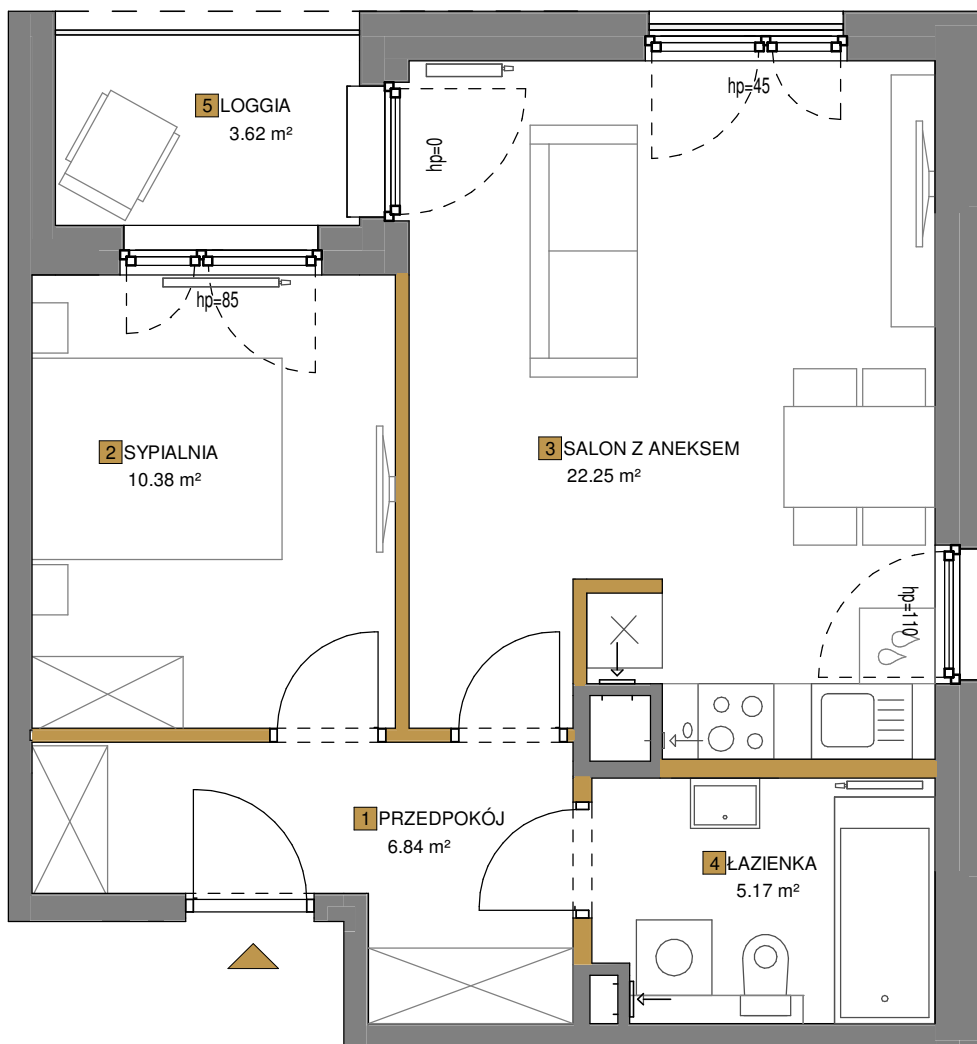 5 LOGGIA
3.62 m²
hp=0
hp=45
hp=85
2 SYPIALNIA
10.38 m²
3 SALON Z ANEKSEM
22.25 m²
hp=110
1 PRZEDPOKÓJ
6.84 m²
4 ŁAZIENKA
5.17 m²